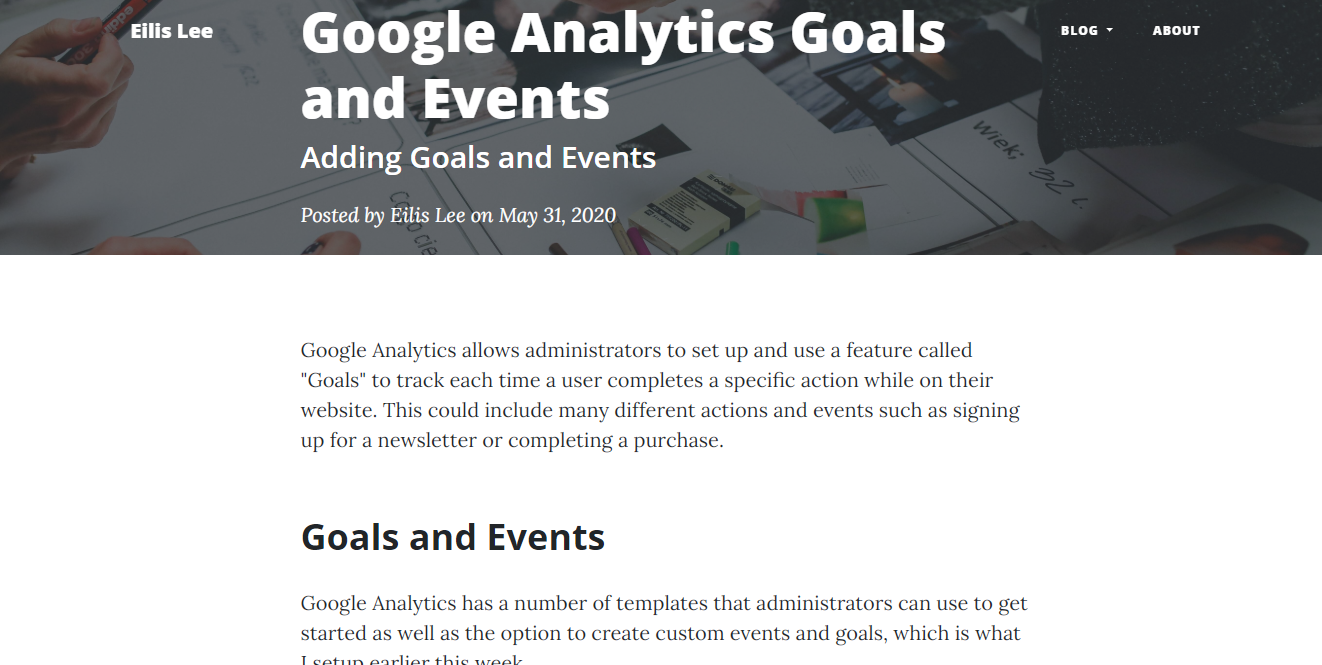 Eilis Lee
BLOG
ABOUT
Google Analytics Goals
and Events
Adding Goals and Events
Posted by Eilis Lee on May 31, 2020
Wiek:
32 l.
Google Analytics allows administrators to set up and use a feature called
"Goals" to track each time a user completes a specific action while on their
website. This could include many different actions and events such as signing
up for a newsletter or completing a purchase.
Goals and Events
Google Analytics has a number of templates that administrators can use to get
started as well as the option to create custom events and goals, which is what
I setup earlier this week.